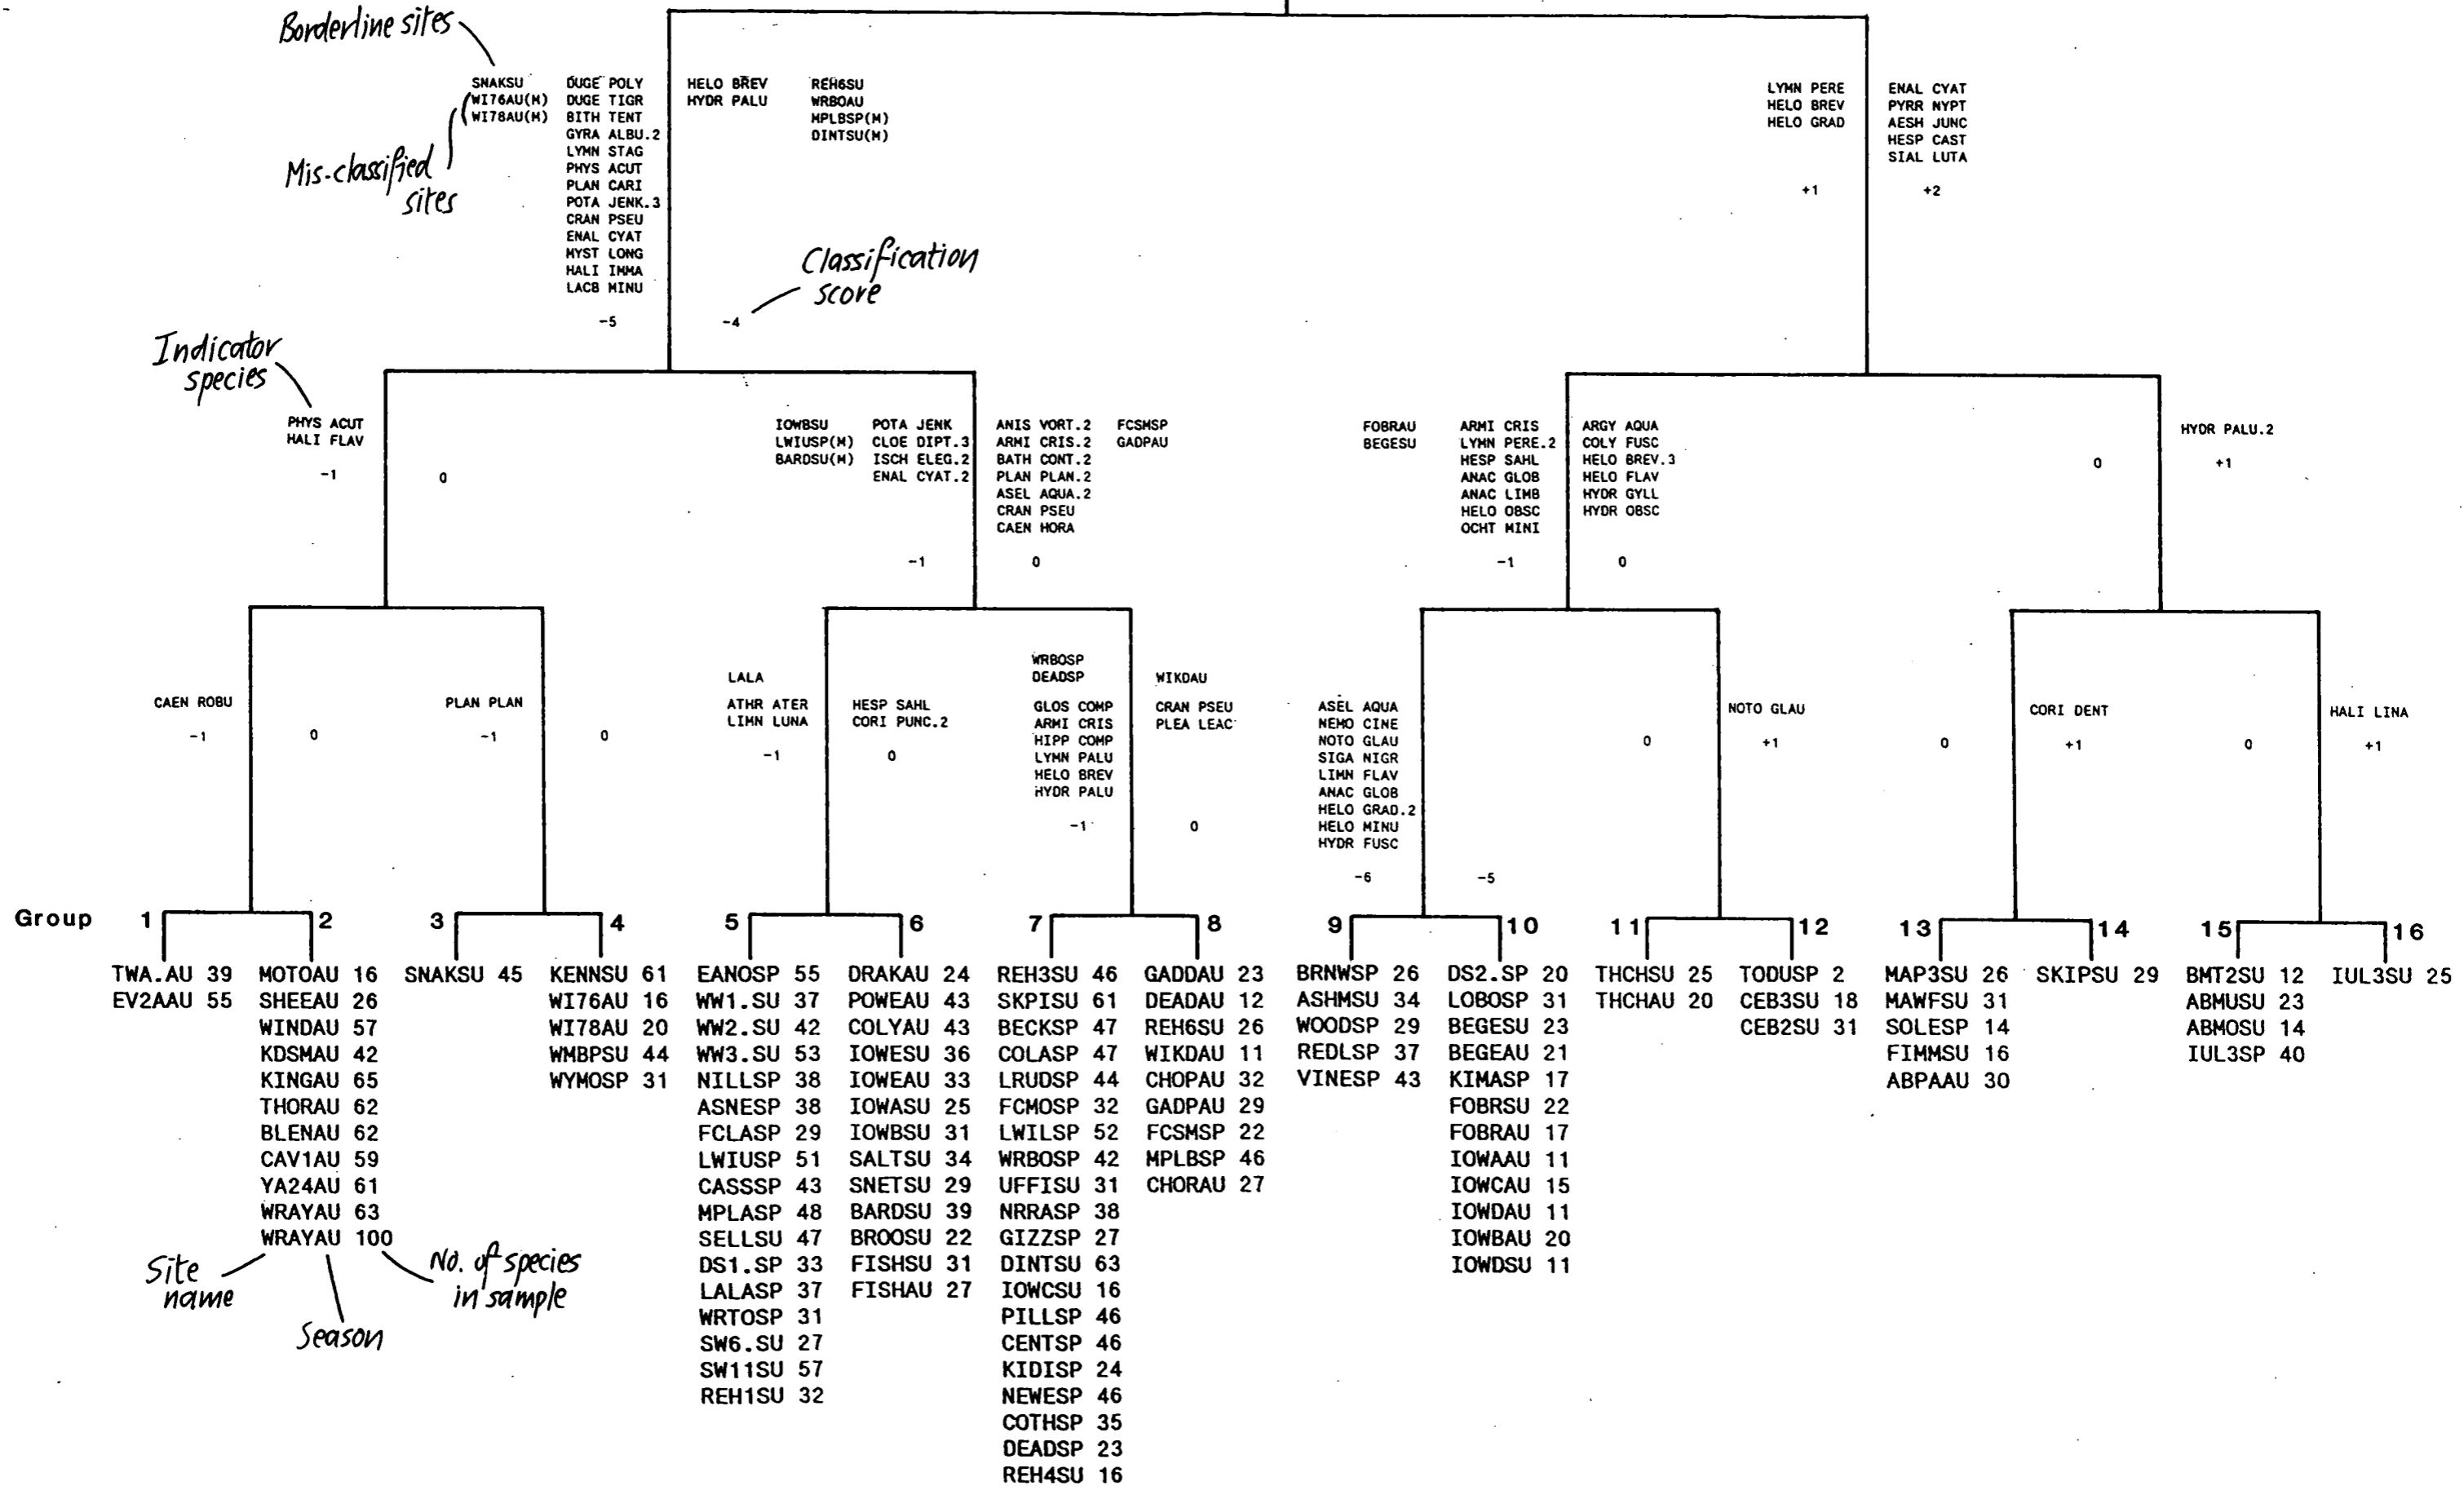 Borderline sites
SNAKSU
WI76AU(M)
WI78AU(M)
Mis-classified
sites
DUGE POLY
DUGE TIGR
BITH TENT
GYRA ALBU.2
LYMN STAG
PHYS ACUT
PLAN CARI
POTA JENK.3
CRAN PSEU
ENAL CYAT
MYST LONG
HALI IMMA
LACB MINU
-5
HELO BREV
HYDR PALU
REH6SU
WRBOAU
MPLBSP(M)
DINTSU(M)
Classification
score
-4
LYMN PERE
HELO BREV
HELO GRAD
+1
ENAL CYAT
PYRR NYPT
AESH JUNC
HESP CAST
SIAL LUTA
+2
Indicator
species
PHYS ACUT
HALI FLAV
-1
0
IOWBSU
LWIUSP(M)
BARDSU(M)
POTA JENK
CLOE DIPT.3
ISCH ELEG.2
ENAL CYAT.2
-1
ANIS VORT.2
ARMI CRIS.2
BATH CONT.2
PLAN PLAN.2
ASEL AQUA.2
CRAN PSEU
CAEN HORA
0
FCSMSP
GADPAU
FOBRAU
BEGESU
ARMI CRIS
LYMN PERE.2
HESP SAHL
ANAC GLOB
ANAC LIMB
HELO OBSC
OCHT MINI
-1
ARGY AQUA
COLY FUSC
HELO BREV.3
HELO FLAV
HYDR GYLL
HYDR OBSC
0
0
HYDR PALU.2
+1
CAEN ROBU
-1
0
PLAN PLAN
-1
0
LALA
ATHR ATER
LIMN LUNA
-1
HESP SAHL
CORI PUNC.2
0
WRBOSP
DEADSP
GLOS COMP
ARMI CRIS
HIPP COMP
LYMN PALU
HELO BREV
HYDR PALU
-1
WIKDAU
CRAN PSEU
PLEA LEAC
0
ASEL AQUA
NEMO CINE
NOTO GLAU
SIGA NIGR
LIMN FLAV
ANAC GLOB
HELO GRAD.2
HELO MINU
HYDR FUSC
-6
-5
0
NOTO GLAU
+1
0
CORI DENT
+1
0
HALI LINA
+1
Group 1 2 3 4 5 6 7 8 9 10 11 12 13 14 15 16
TWA.AU 39
EV2AAU 55
MOTOAU 16
SHEEAU 26
WINDAU 57
KDSMAU 42
KINGAU 65
THORAU 62
BLENAU 62
CAV1AU 59
YA24AU 61
WRAYAU 63
WRAYAU 100
Site
name
Season
No. of species
in sample
SNAKSU 45
KENNSU 61
WI76AU 16
WI78AU 20
WMBPSU 44
WYMOSP 31
EANOSP 55
WW1.SU 37
WW2.SU 42
WW3.SU 53
NILLSP 38
ASNESP 38
FCLASP 29
LWIUSP 51
CASSSP 43
MPLASP 48
SELLSU 47
DS1.SP 33
LALASP 37
WRTOSP 31
SW6.SU 27
SW11SU 57
REH1SU 32
DRAKAU 24
POWEAU 43
COLYAU 43
IOWESU 36
IOWEAU 33
IOWASU 25
IOWBSU 31
SALTSU 34
SNETSU 29
BARDSU 39
BROOSU 22
FISHSU 31
FISHAU 27
REH3SU 46
SKPISU 61
BECKSP 47
COLASP 47
LRUDSP 44
FCMOSP 32
LWILSP 52
WRBOSP 42
UFFISU 31
NRRASP 38
GIZZSP 27
DINTSU 63
IOWCSU 16
PILLSP 46
CENTSP 46
KIDISP 24
NEWESP 46
COTHSP 35
DEADSP 23
REH4SU 16
GADDAU 23
DEADAU 12
REH6SU 26
WIKDAU 11
CHOPAU 32
GADPAU 29
FCSMSP 22
MPLBSP 46
CHORAU 27
BRNWSP 26
ASHMSU 34
WOODSP 29
REDLSP 37
VINESP 43
DS2.SP 20
LOBOSP 31
BEGESU 23
BEGEAU 21
KIMASP 17
FOBRSU 22
FOBRAU 17
IOWAAU 11
IOWCAU 15
IOWDAU 11
IOWBAU 20
IOWDSU 11
THCHSU 25
THCHAU 20
TODUSP 2
CEB3SU 18
CEB2SU 31
MAP3SU 26
MAWFSU 31
SOLESP 14
FIMMSU 16
ABPAAU 30
SKIPSU 29
BMT2SU 12
ABMUSU 23
ABMOSU 14
IUL3SP 40
IUL3SU 25